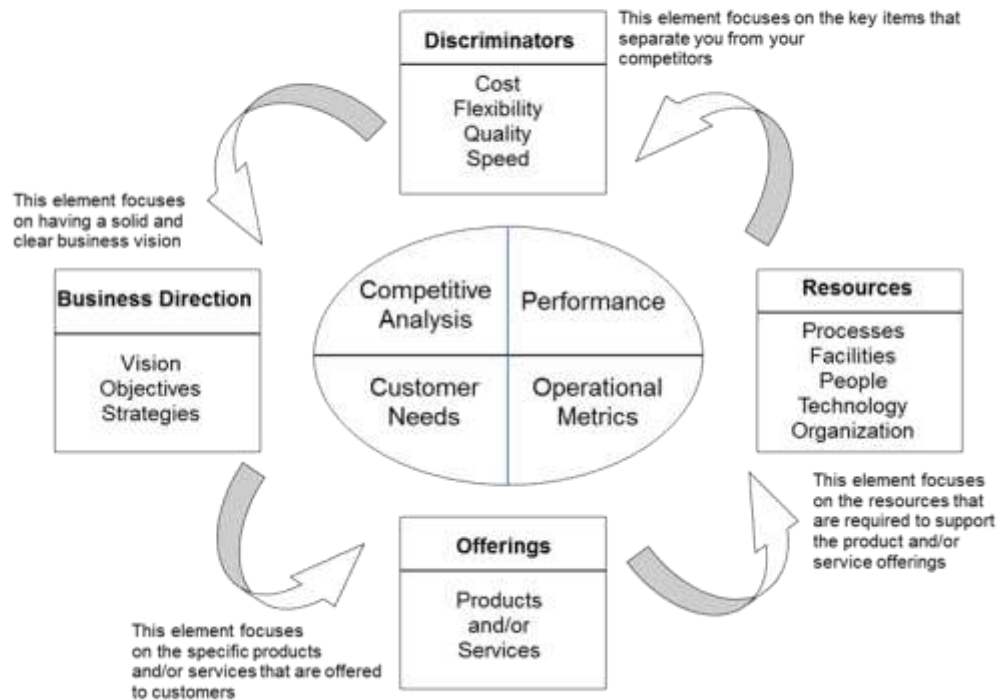 Discriminators
Cost
Flexibility
Quality
Speed
This element focuses on the key items that
separate you from your
competitors
This element focuses
on having a solid and
clear business vision
Business Direction
Vision
Objectives
Strategies
Competitive
Analysis
Performance
Customer
Needs
Operational
Metrics
Resources
Processes
Facilities
People
Technology
Organization
This element focuses
on the resources that
are required to support
the product and/or
service offerings
Offerings
Products
and/or
Services
This element focuses
on the specific products
and/or services that are offered
to customers